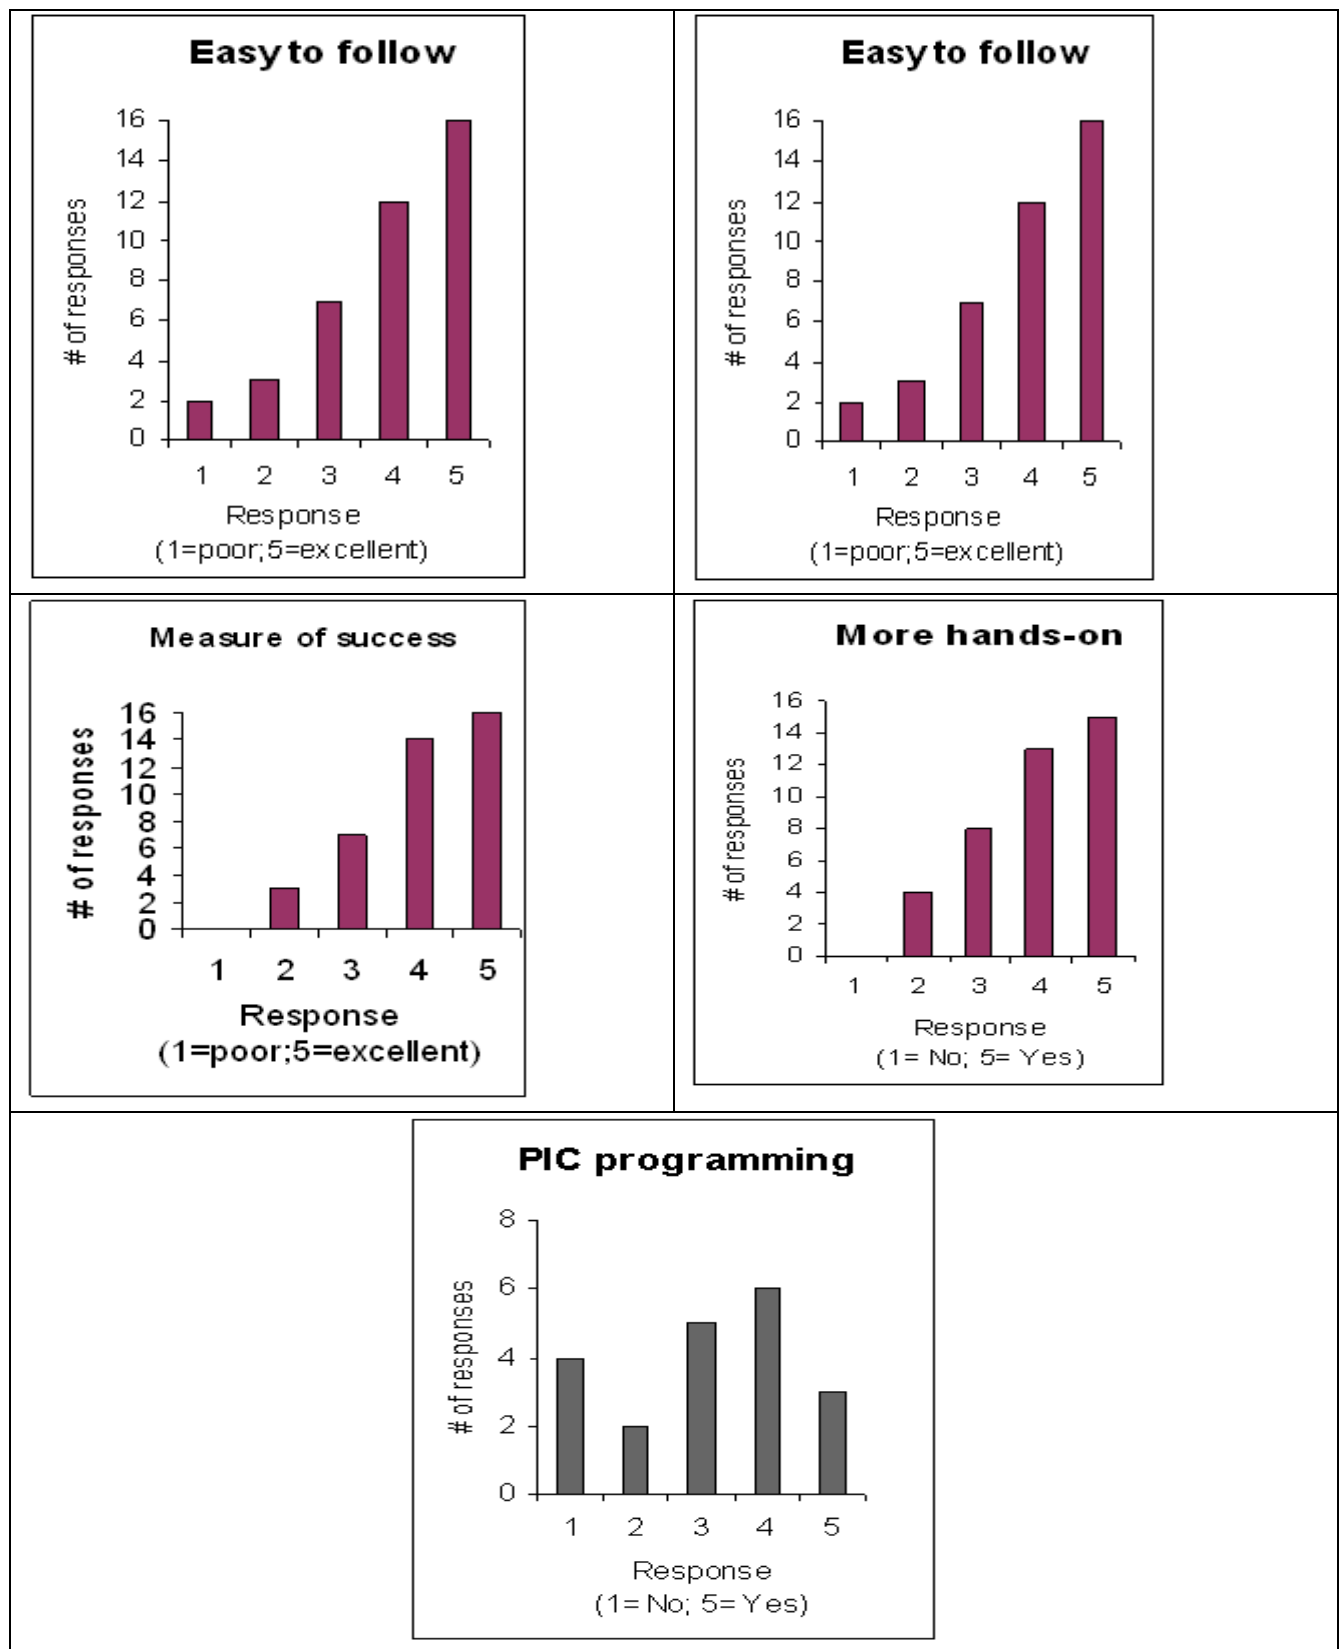 Easy to follow
16
14
12
10
8
6
4
2
0
# of responses
1 2 3 4 5
Response
(1=poor;5=excellent)
Easy to follow
16
14
12
10
8
6
4
2
0
# of responses
1 2 3 4 5
Response
(1=poor;5=excellent)
Measure of success
16
14
12
10
8
6
4
2
0
# of responses
1 2 3 4 5
Response
(1=poor;5=excellent)
More hands-on
16
14
12
10
8
6
4
2
0
# of responses
1 2 3 4 5
Response
(1= No; 5= Yes)
PIC programming
8
6
4
2
0
# of responses
1 2 3 4 5
Response
(1= No; 5= Yes)